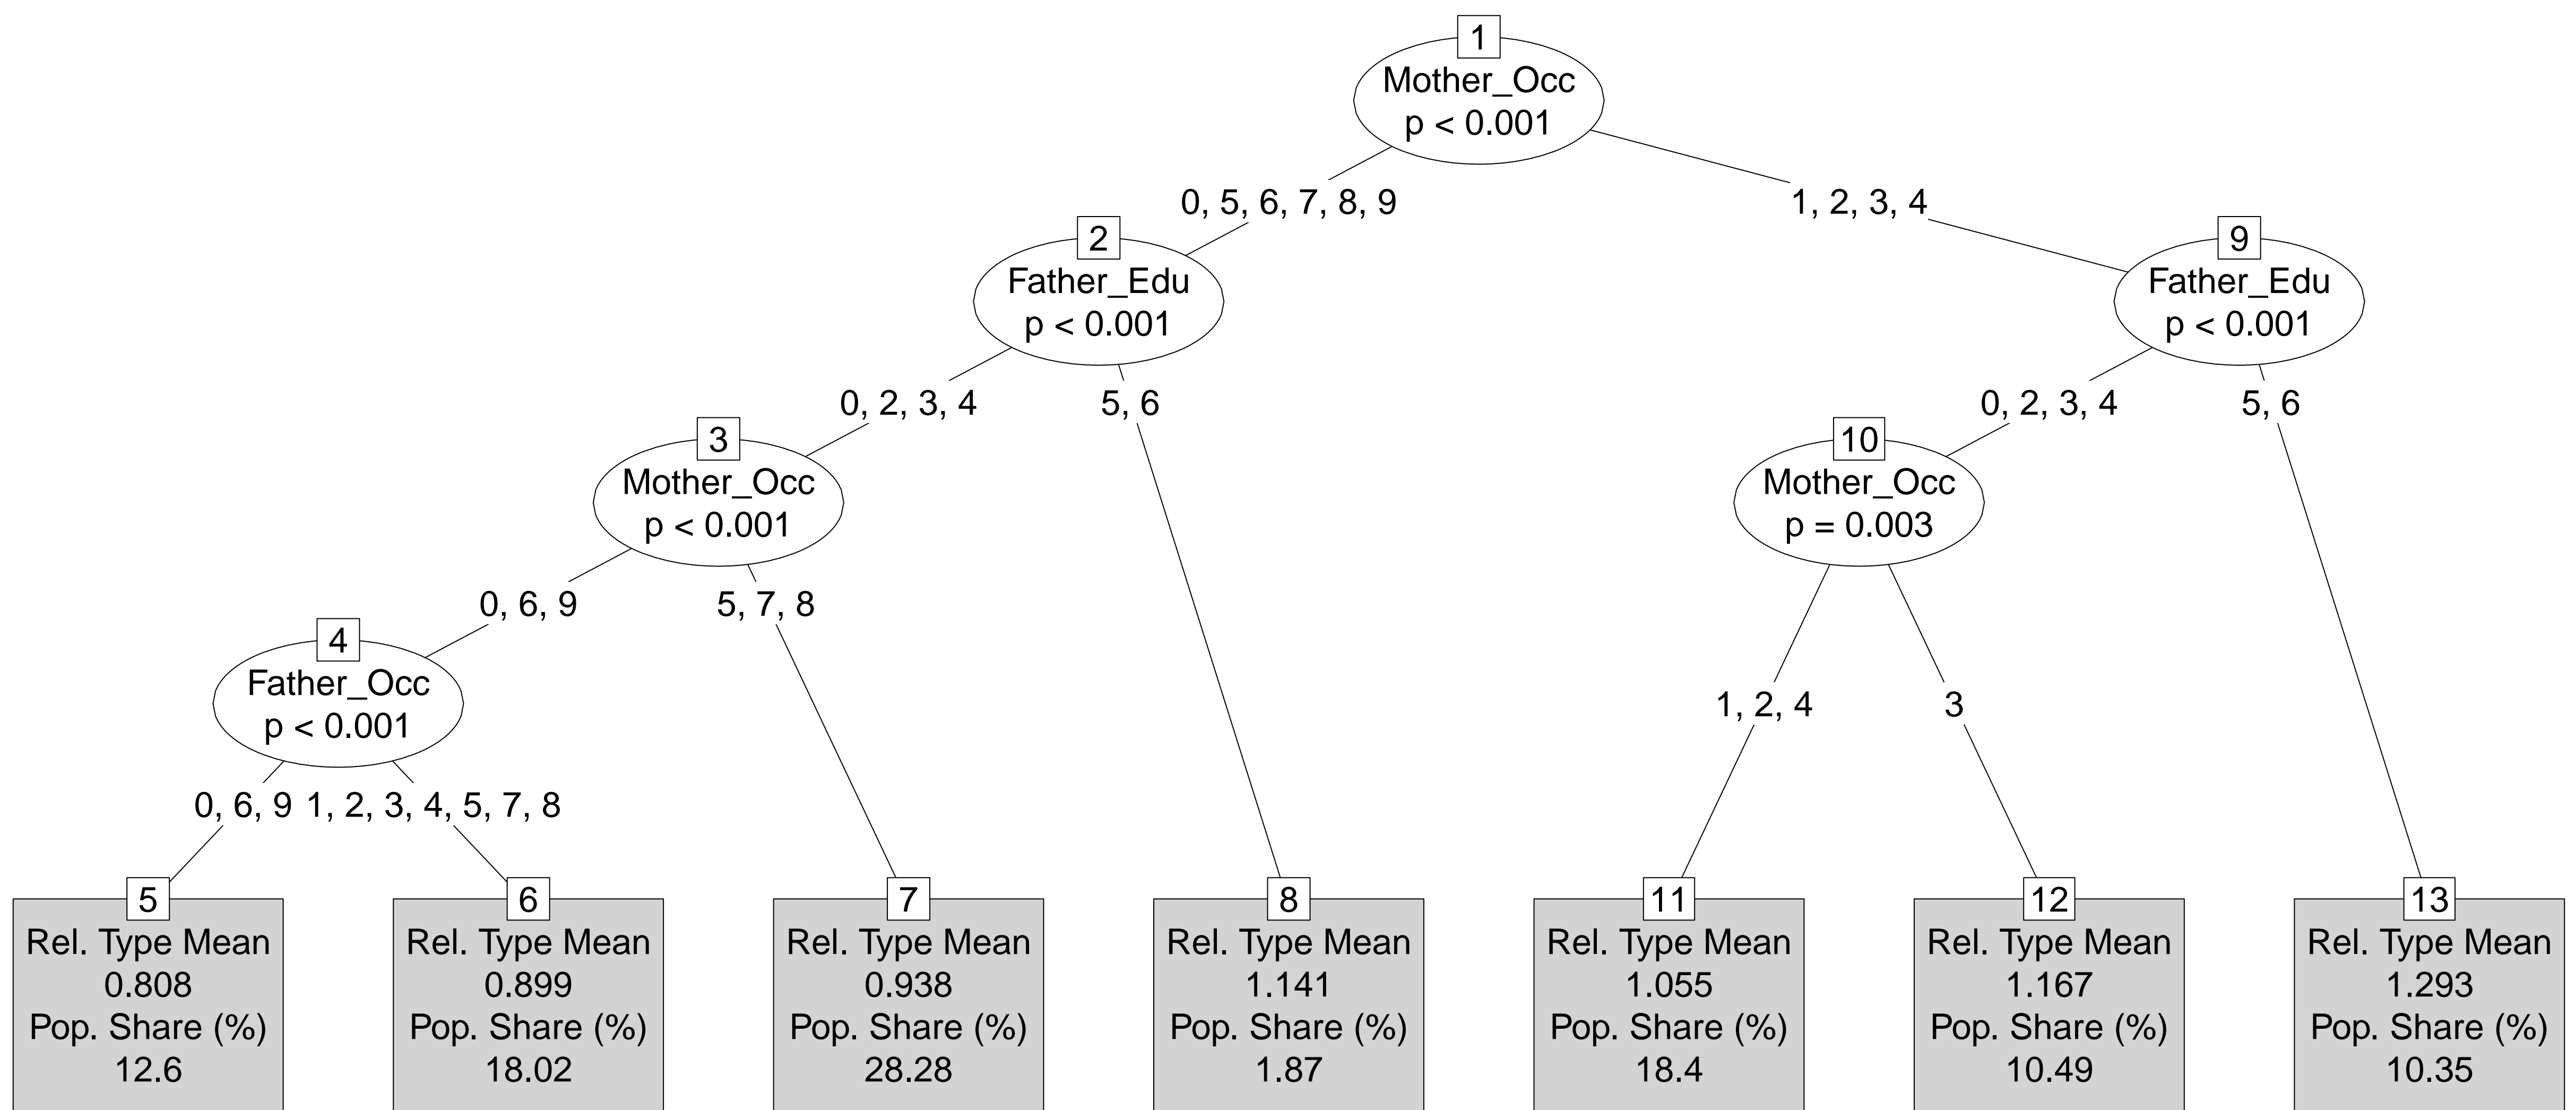 1
Mother_Occ
p < 0.001
0, 5, 6, 7, 8, 9
1, 2, 3, 4
2
Father_Edu
p < 0.001
9
Father_Edu
p < 0.001
0, 2, 3, 4
5, 6
0, 2, 3, 4
5, 6
3
Mother_Occ
p < 0.001
10
Mother_Occ
p = 0.003
0, 6, 9
5, 7, 8
4
Father_Occ
p < 0.001
1, 2, 4
3
0, 6, 9
1, 2, 3, 4, 5, 7, 8
5
Rel. Type Mean
0.808
Pop. Share (%)
12.6
6
Rel. Type Mean
0.899
Pop. Share (%)
18.02
7
Rel. Type Mean
0.938
Pop. Share (%)
28.28
8
Rel. Type Mean
1.141
Pop. Share (%)
1.87
11
Rel. Type Mean
1.055
Pop. Share (%)
18.4
12
Rel. Type Mean
1.167
Pop. Share (%)
10.49
13
Rel. Type Mean
1.293
Pop. Share (%)
10.35